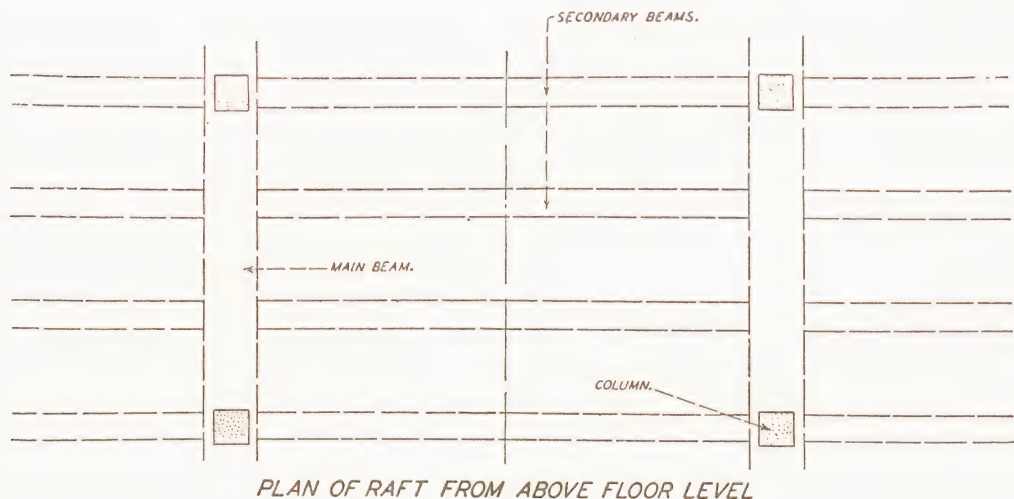 SECONDARY BEAMS.
MAIN BEAM.
COLUMN.
PLAN OF RAFT FROM ABOVE FLOOR LEVEL